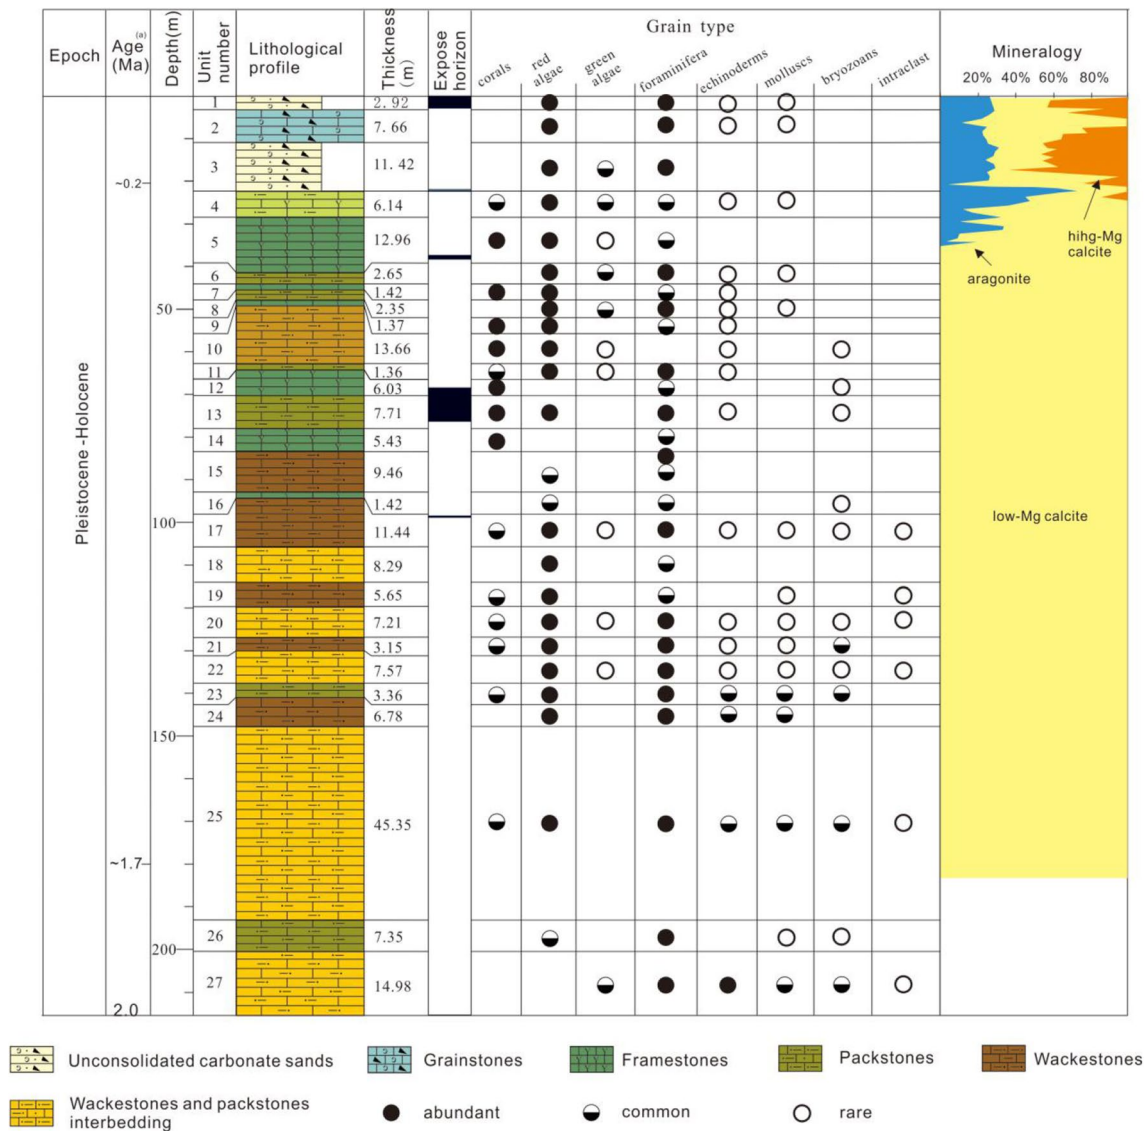 Epoch
Age (a) (Ma)
Depth(m)
Unit number
Lithological profile
Thickness (m)
Expose horizon
Grain type
corals
red algae
green algae
foraminifera
echinoderms
molluscs
bryozoans
intraclast
Mineralogy
20% 40% 60% 80%
Pleistocene -Holocene
~0.2
~1.7
2.0
50
100
150
200
1 2.92
2 7.66
3 11.42
4 6.14
5 12.96
6 2.65
7 1.42
8 2.35
9 1.37
10 13.66
11 1.36
12 6.03
13 7.71
14 5.43
15 9.46
16 1.42
17 11.44
18 8.29
19 5.65
20 7.21
21 3.15
22 7.57
23 3.36
24 6.78
25 45.35
26 7.35
27 14.98
hihg-Mg
calcite
aragonite
low-Mg calcite
Unconsolidated carbonate sands
Grainstones
Framestones
Packstones
Wackestones
Wackestones and packstones
interbedding
abundant
common
rare